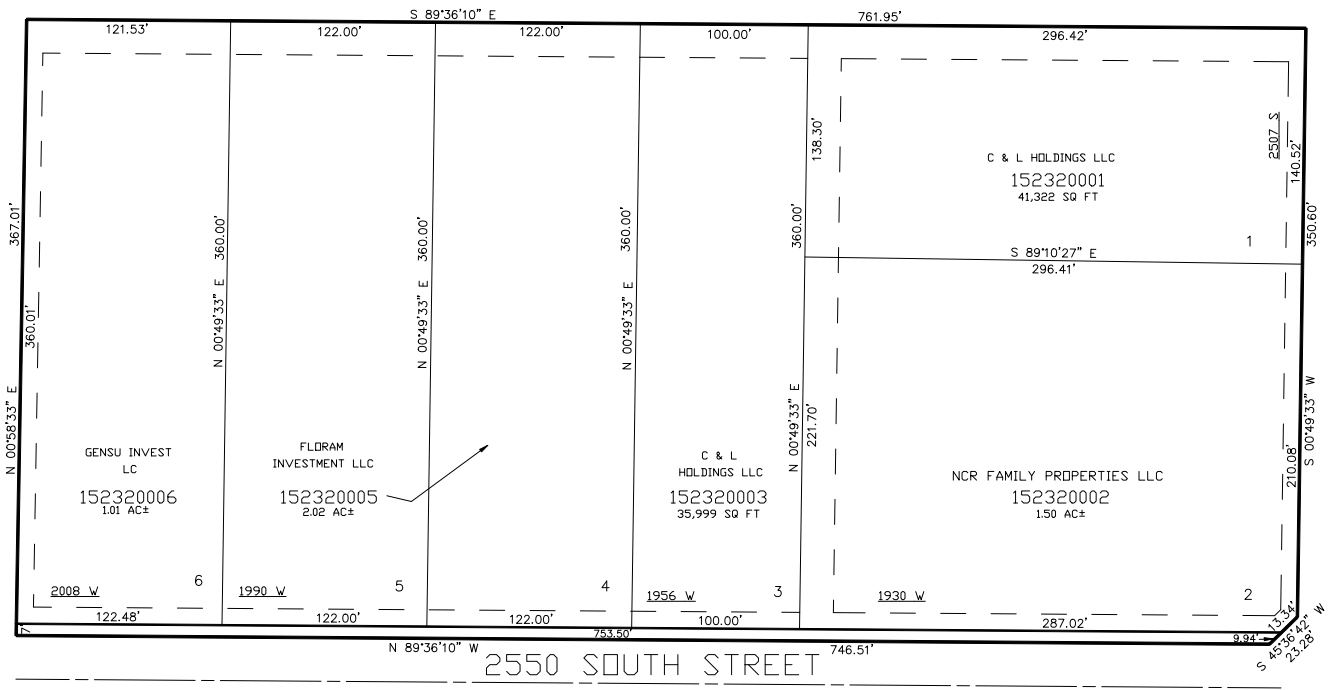 S 89°36'10" E
761.95'
121.53'
122.00'
122.00'
100.00'
296.42'
367.01'
N 00°58'33" E
360.01'
N 00°49'33" E 360.00'
N 00°49'33" E 360.00'
N 00°49'33" E 360.00'
138.30'
360.00'
N 00°49'33" E
221.70'
C & L HOLDINGS LLC
152320001
41,322 SQ FT
2507 S
140.52'
350.60'
1
S 89°10'27" E
296.41'
S 00°49'33" W
210.08'
GENSU INVEST
LC
152320006
1.01 AC±
FLORAM
INVESTMENT LLC
152320005
2.02 AC±
C & L
HOLDINGS LLC
152320003
35,999 SQ FT
NCR FAMILY PROPERTIES LLC
152320002
1.50 AC±
2008 W
6
1990 W
5
4
1956 W
3
1930 W
2
7'
122.48'
122.00'
122.00'
100.00'
287.02'
13.34'
9.94'
S 45°36'42" W
23.28'
753.50'
N 89°36'10" W
746.51'
2550 SOUTH STREET